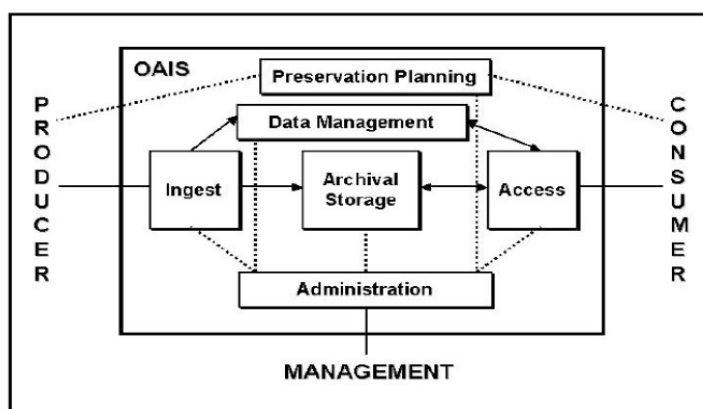 OAIS
Preservation Planning
Data Management
PRODUCER
Ingest
Archival
Storage
Access
CONSUMER
Administration
MANAGEMENT